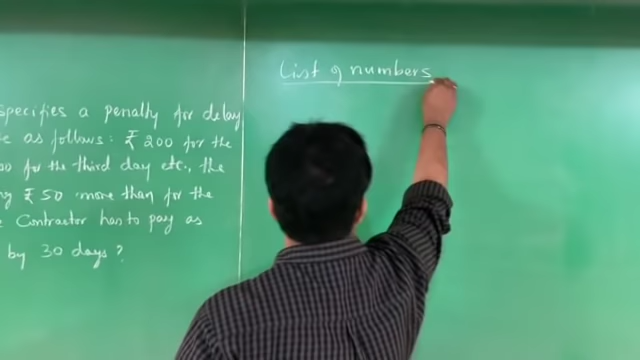 specifies a penalty for delay
as follows: ₹200 for the
for the third day etc., the
₹50 more than for the
Contractor has to pay as
by 30 days?
List of numbers